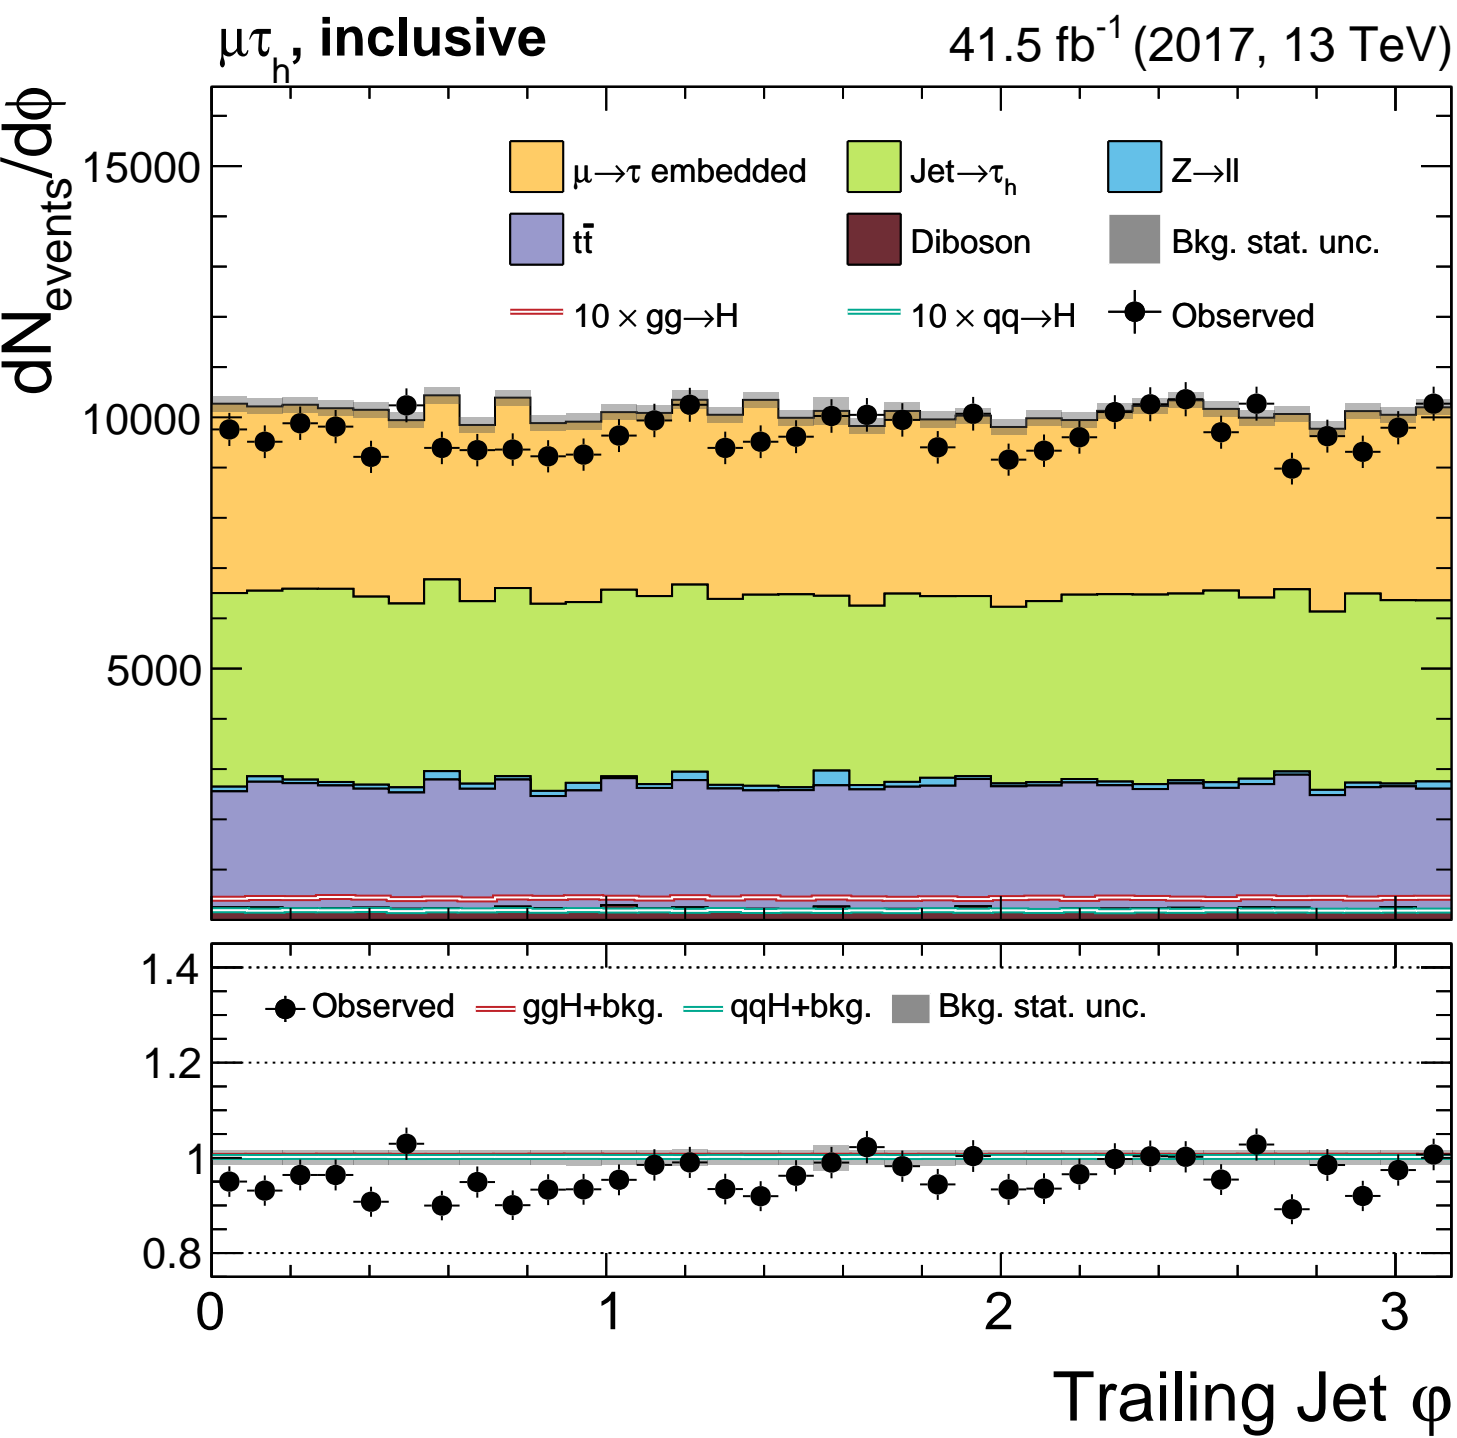 μτh, inclusive 41.5 fb-1 (2017, 13 TeV)
dNevents/dϕ
15000
10000
5000
μ→τ embedded Jet→τh Z→ll
tt̄ Diboson Bkg. stat. unc.
10 × gg→H 10 × qq→H Observed
1.4
1.2
1
0.8
Observed ggH+bkg. qqH+bkg. Bkg. stat. unc.
0 1 2 3
Trailing Jet φ